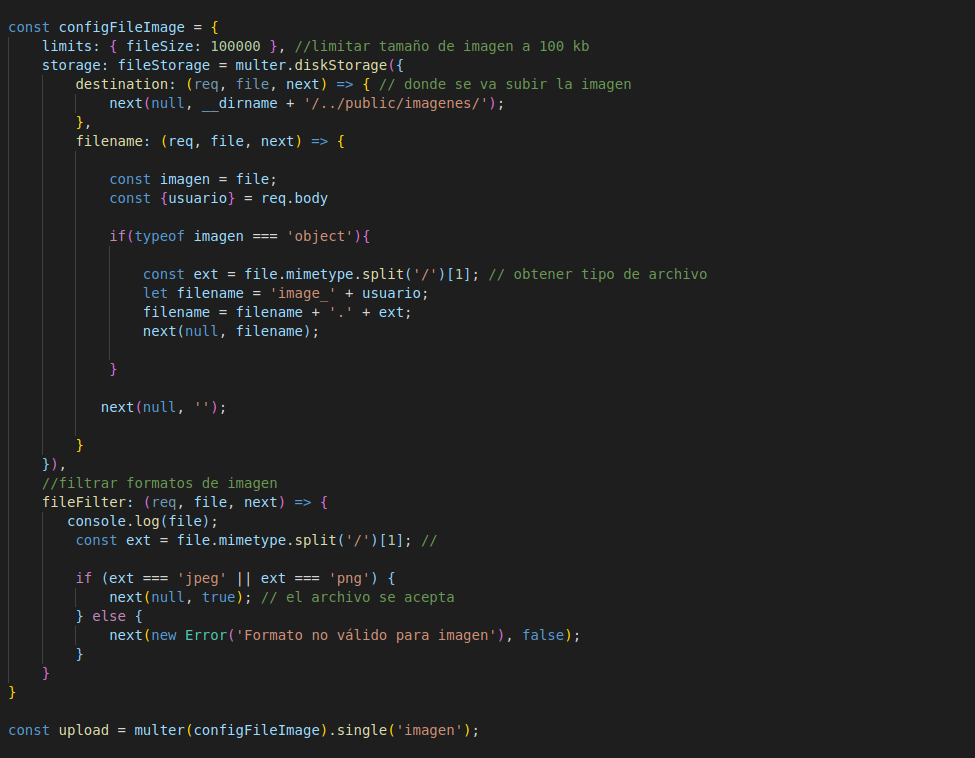 const configFileImage = {
    limits: { fileSize: 100000 }, //limitar tamaño de imagen a 100 kb
    storage: fileStorage = multer.diskStorage({
        destination: (req, file, next) => { // donde se va subir la imagen
            next(null, __dirname + '/../public/imagenes/');
        },
        filename: (req, file, next) => {
            const imagen = file;
            const {usuario} = req.body
            if(typeof imagen === 'object'){
                const ext = file.mimetype.split('/')[1]; // obtener tipo de archivo
                let filename = 'image_' + usuario;
                filename = filename + '.' + ext;
                next(null, filename);
            }
           next(null, '');
        }
    }),
    //filtrar formatos de imagen
    fileFilter: (req, file, next) => {
       console.log(file);
        const ext = file.mimetype.split('/')[1]; //
        if (ext === 'jpeg' || ext === 'png') {
            next(null, true); // el archivo se acepta
        } else {
            next(new Error('Formato no válido para imagen'), false);
        }
    }
}
const upload = multer(configFileImage).single('imagen');